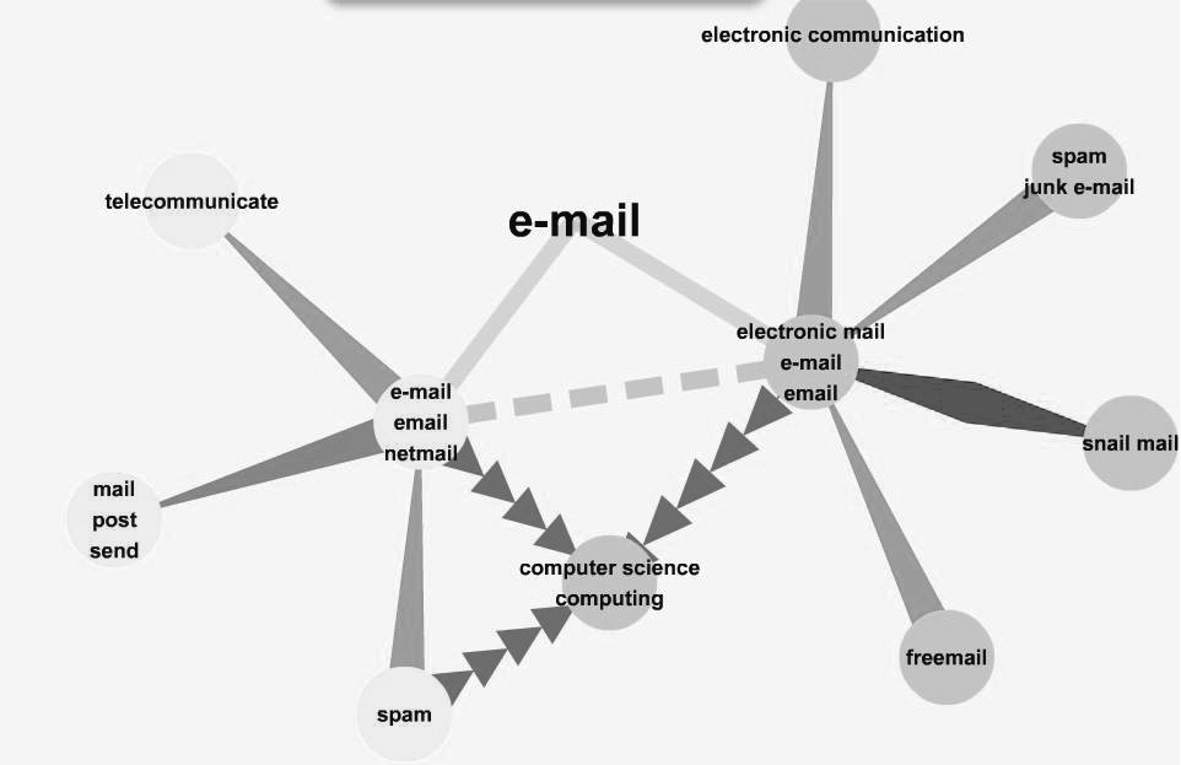 electronic communication
spam
junk e-mail
telecommunicate
e-mail
electronic mail
e-mail
email
e-mail
email
netmail
snail mail
mail
post
send
computer science
computing
freemail
spam